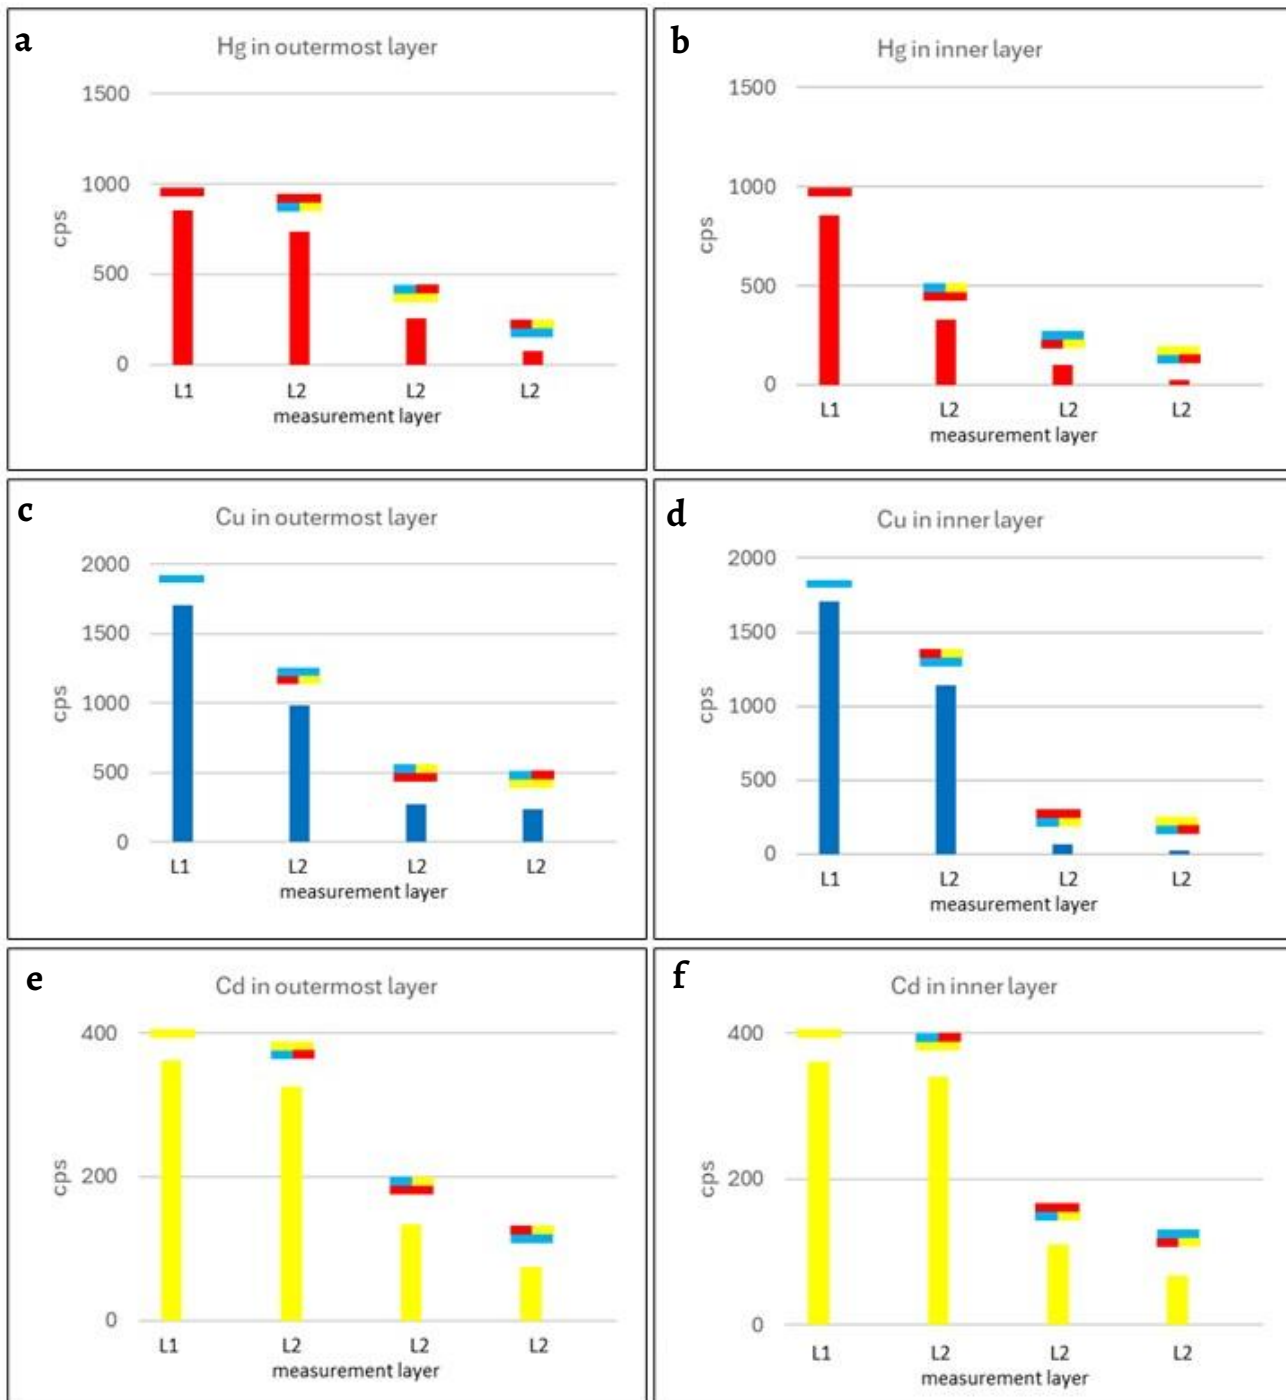 a
Hg in outermost layer
1500
1000
500
0
cps
L1 L2 L2 L2
measurement layer
b
Hg in inner layer
1500
1000
500
0
cps
L1 L2 L2 L2
measurement layer
c
Cu in outermost layer
2000
1500
1000
500
0
cps
L1 L2 L2 L2
measurement layer
d
Cu in inner layer
2000
1500
1000
500
0
cps
L1 L2 L2 L2
measurement layer
e
Cd in outermost layer
400
200
0
cps
L1 L2 L2 L2
measurement layer
f
Cd in inner layer
400
200
0
cps
L1 L2 L2 L2
measurement layer